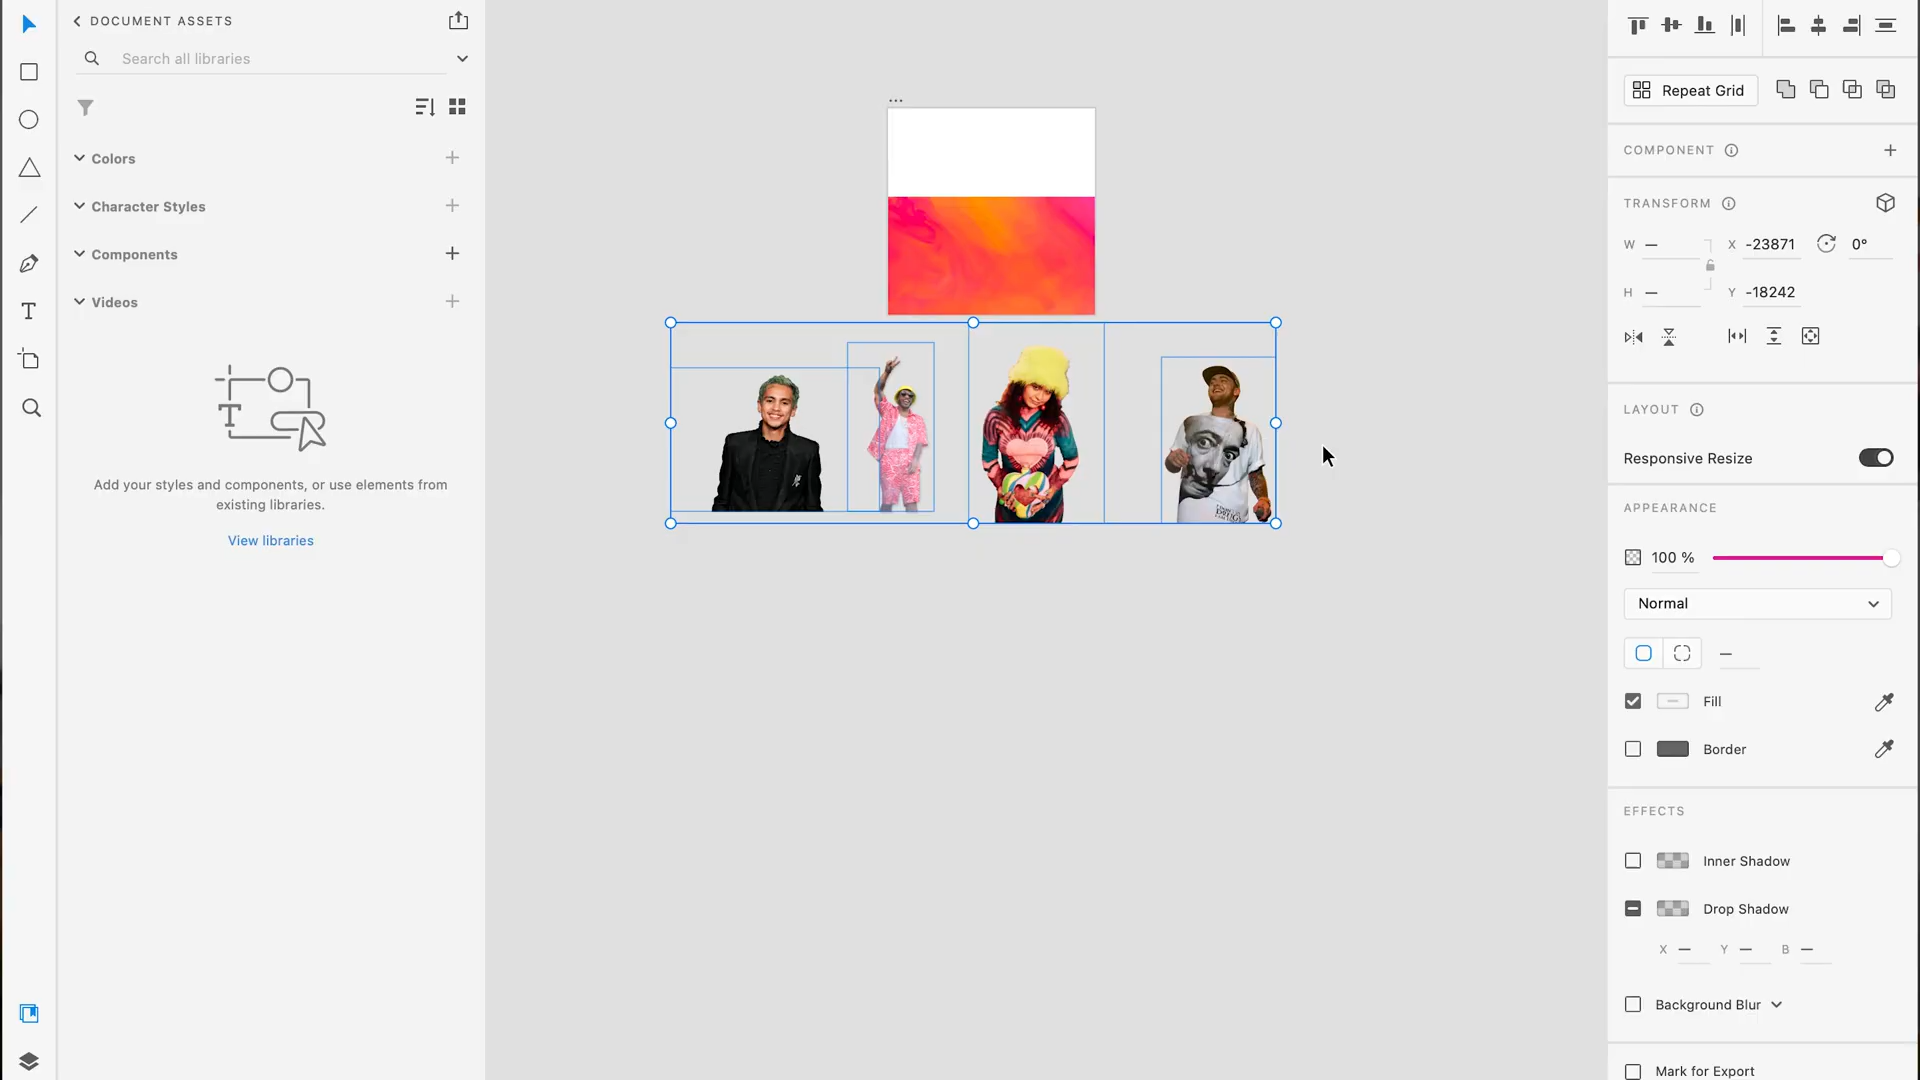 DOCUMENT ASSETS
Search all libraries
Colors
Character Styles
Components
Videos
T
Add your styles and components, or use elements from
existing libraries.
View libraries
...
Repeat Grid
COMPONENT
TRANSFORM
W —
X -23871
0°
H —
Y -18242
LAYOUT
Responsive Resize
APPEARANCE
100 %
Normal
—
Fill
Border
EFFECTS
Inner Shadow
Drop Shadow
X — Y — B —
Background Blur
Mark for Export